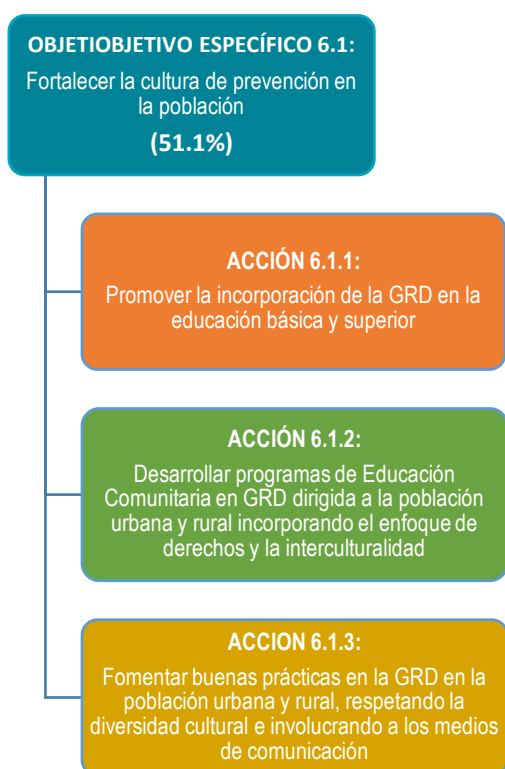 OBJETIOBJETIVO ESPECÍFICO 6.1:
Fortalecer la cultura de prevención en
la población
(51.1%)
ACCIÓN 6.1.1:
Promover la incorporación de la GRD en la
educación básica y superior
ACCIÓN 6.1.2:
Desarrollar programas de Educación
Comunitaria en GRD dirigida a la población
urbana y rural incorporando el enfoque de
derechos y la interculturalidad
ACCION 6.1.3:
Fomentar buenas prácticas en la GRD en la
población urbana y rural, respetando la
diversidad cultural e involucrando a los medios
de comunicación